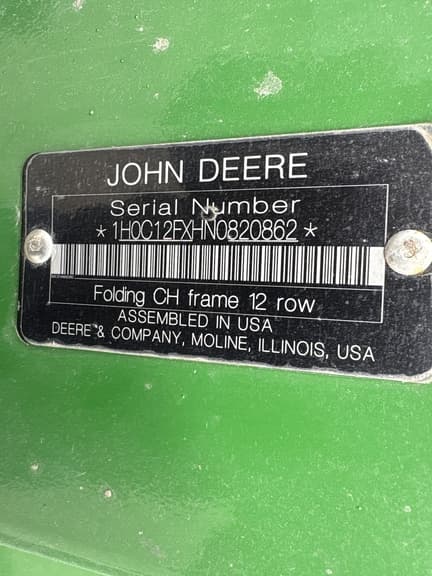 JOHN DEERE
Serial Number
*1H0C12FXHN0820862*
Folding CH frame 12 row
ASSEMBLED IN USA
DEERE & COMPANY, MOLINE, ILLINOIS, USA